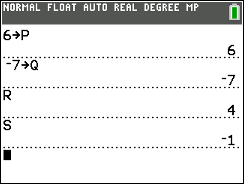 NORMAL FLOAT AUTO REAL DEGREE MP
6→P
6
-7→Q
-7
R
4
S
-1